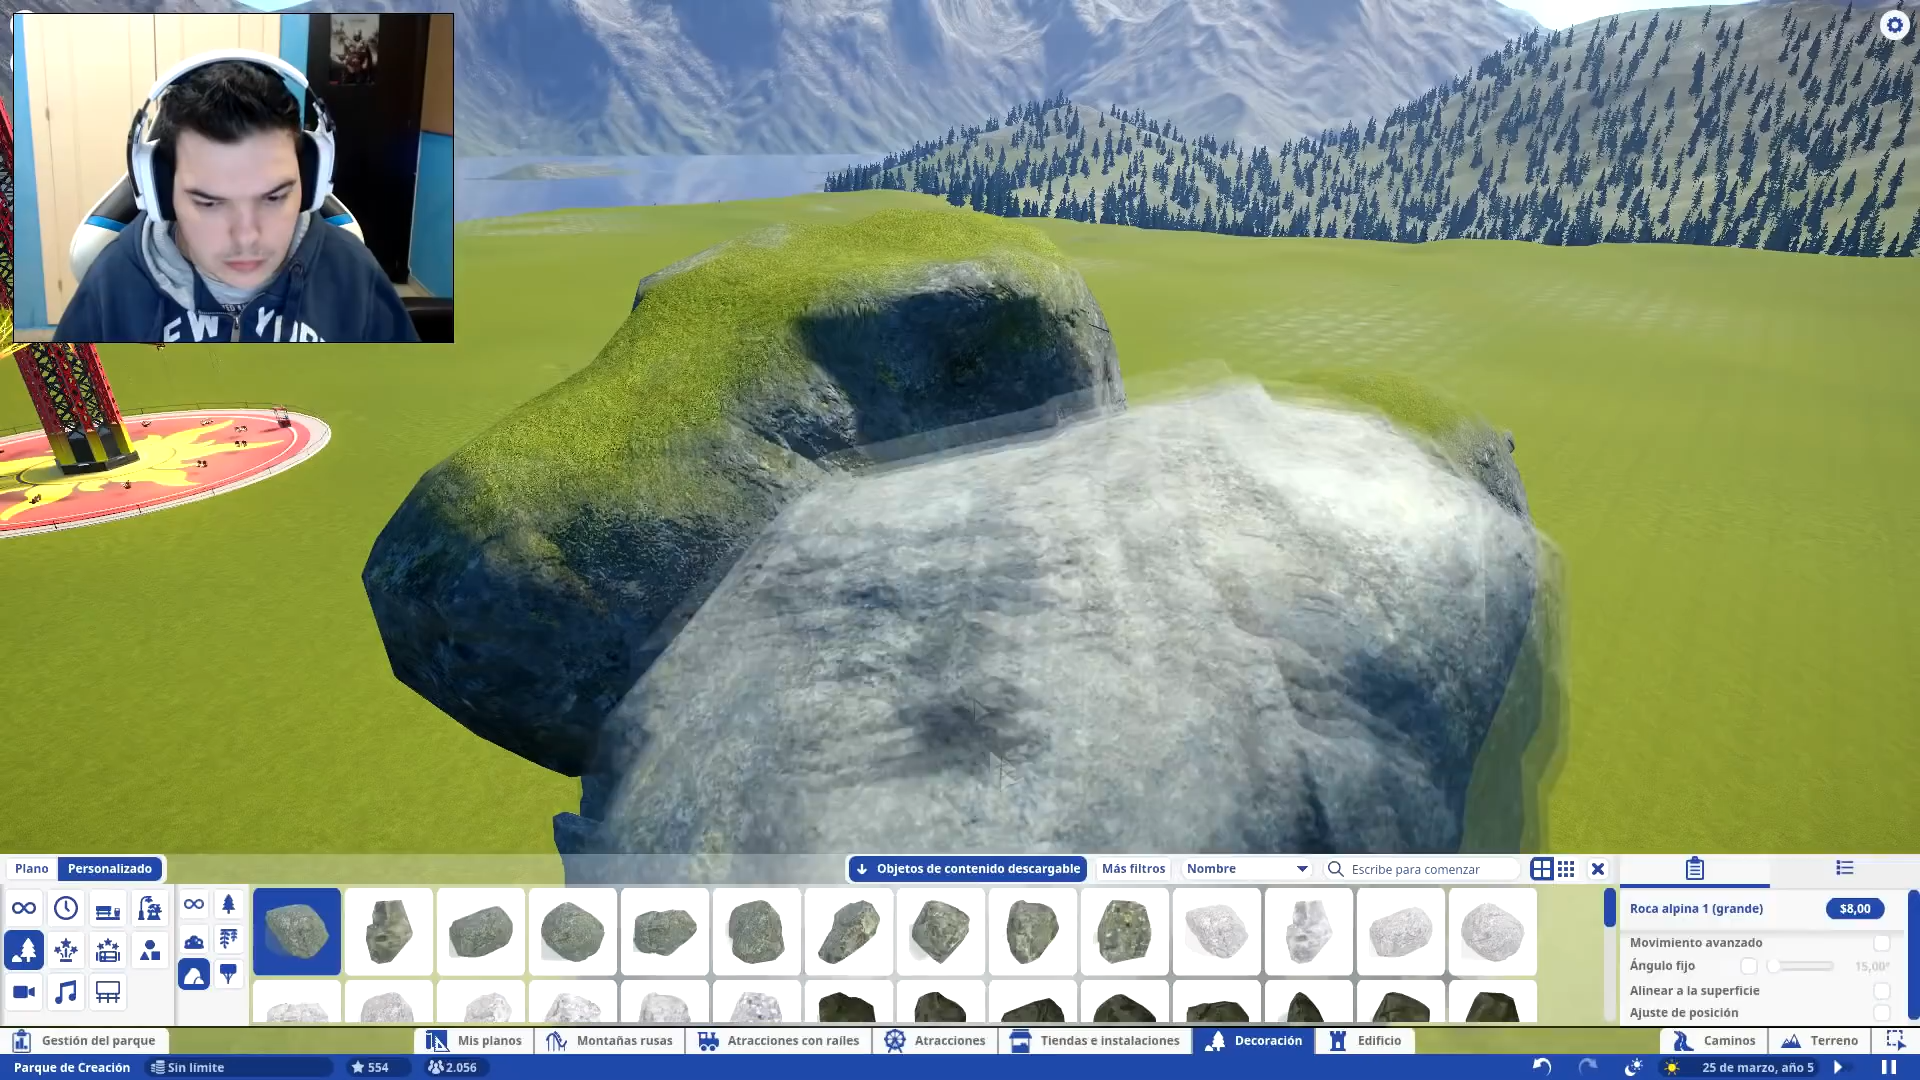 EW YOR
Plano Personalizado
Objetos de contenido descargable Más filtros Nombre Escribe para comenzar
Roca alpina 1 (grande) $8,00
Movimiento avanzado
Ángulo fijo 15,00°
Alinear a la superficie
Ajuste de posición
Gestión del parque Mis planos Montañas rusas Atracciones con raíles Atracciones Tiendas e instalaciones Decoración Edificio Caminos Terreno
Parque de Creación Sin límite 554 2.056 25 de marzo, año 5